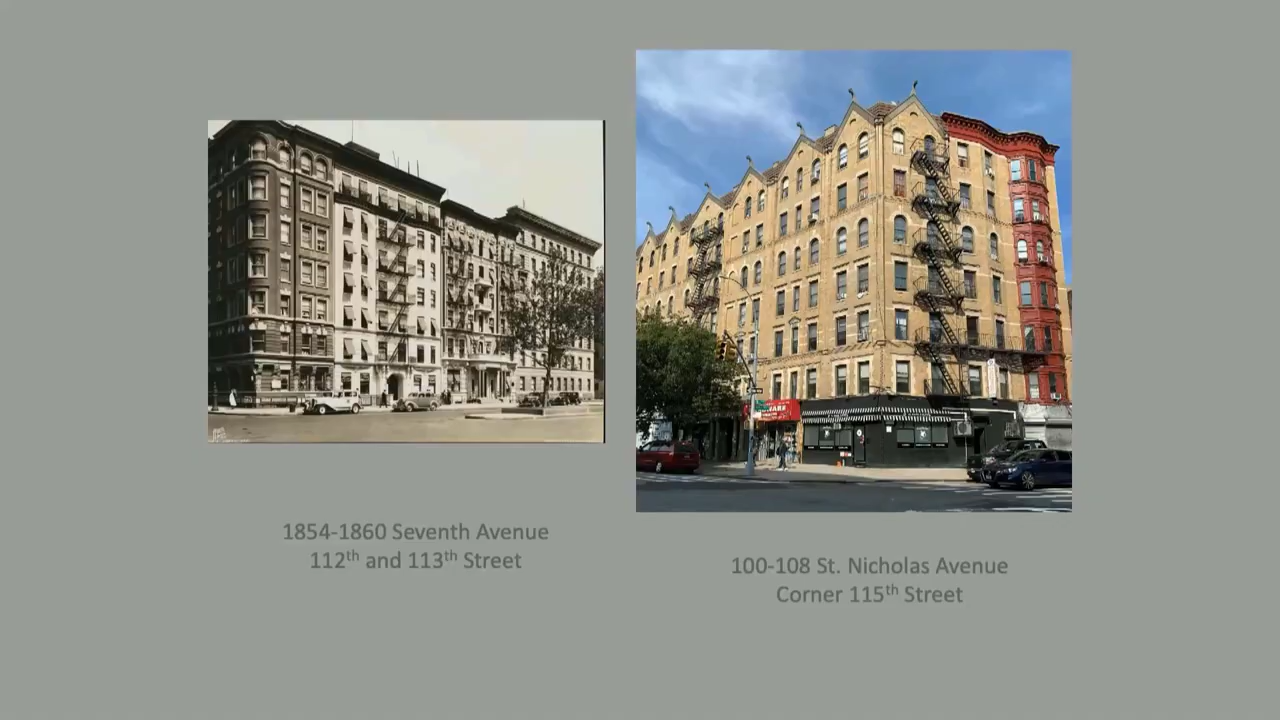 1854-1860 Seventh Avenue
112th and 113th Street
100-108 St. Nicholas Avenue
Corner 115th Street